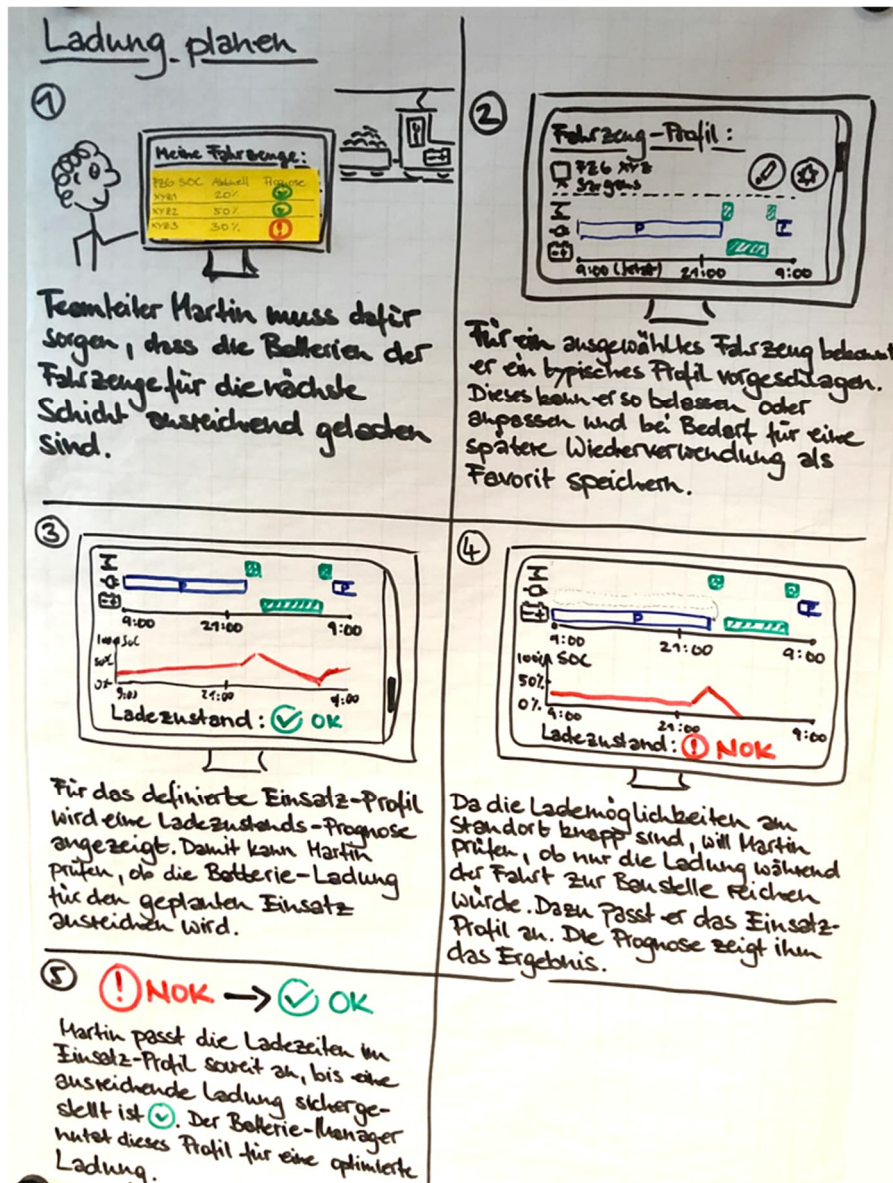 Ladung planen
1
Meine Fahrzeuge:
FZG SOC Aktuell Prognose
XYZ1 20%
XYZ2 50%
XYZ3 30% !
Teamleiter Martin muss dafür
sorgen, dass die Batterien der
Fahrzeuge für die nächste
Schicht ausreichend geladen
sind.
2
Fahrzeug-Profil:
FZG XYZ
Sargans
P
9:00 (Jetzt) 21:00 9:00
Für ein ausgewähltes Fahrzeug bekommt
er ein typisches Profil vorgeschlagen.
Dieses kann er so belassen oder
anpassen und bei Bedarf für eine
spätere Wiederverwendung als
Favorit speichern.
3
P P
9:00 21:00 9:00
100% SOC
50%
0%
9:00 21:00 9:00
Ladezustand: OK
Für das definierte Einsatz-Profil
wird eine Ladezustands-Prognose
angezeigt. Damit kann Martin
prüfen, ob die Batterie-Ladung
für den geplanten Einsatz
ausreichen wird.
4
P P
9:00 21:00 9:00
100% SOC
50%
0%
9:00 21:00 9:00
Ladezustand: ! NOK
Da die Lademöglichkeiten am
Standort knapp sind, will Martin
prüfen, ob nur die Ladung während
der Fahrt zur Baustelle reichen
würde. Dazu passt er das Einsatz-
Profil an. Die Prognose zeigt ihm
das Ergebnis.
5
! NOK → OK
Martin passt die Ladezeiten im
Einsatz-Profil soweit an, bis eine
ausreichende Ladung sicherge-
stellt ist. Der Batterie-Manager
nutzt dieses Profil für eine optimierte
Ladung.